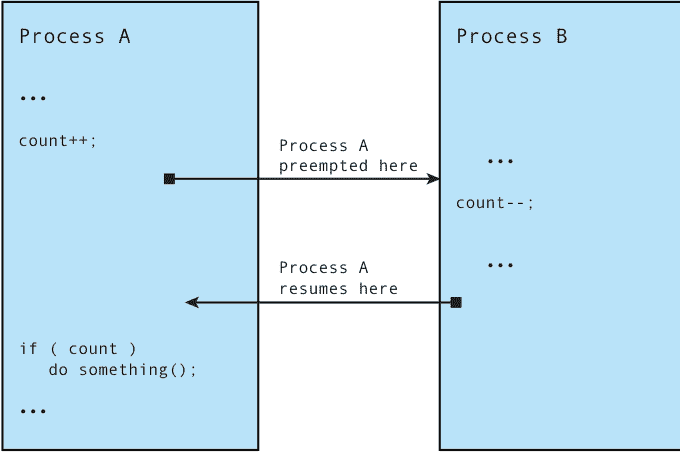 Process A
...
count++;
if ( count )
do something();
...
Process A
preempted here
Process A
resumes here
Process B
...
count--;
...